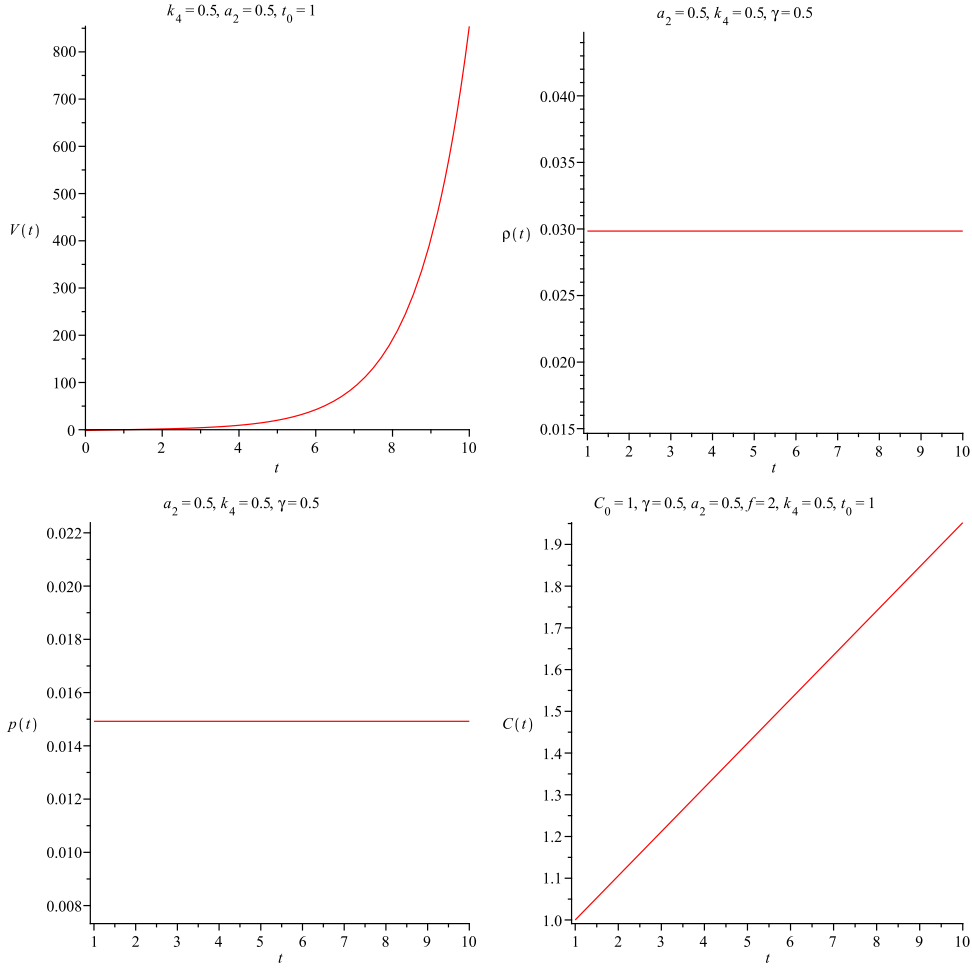 k₄ = 0.5, a₂ = 0.5, t₀ = 1
800
700
600
500
400
300
200
100
0
V(t)
0 2 4 6 8 10
t
a₂ = 0.5, k₄ = 0.5, γ = 0.5
0.040
0.035
0.030
0.025
0.020
0.015
ρ(t)
1 2 3 4 5 6 7 8 9 10
t
a₂ = 0.5, k₄ = 0.5, γ = 0.5
0.022
0.020
0.018
0.016
0.014
0.012
0.010
0.008
p(t)
1 2 3 4 5 6 7 8 9 10
t
C₀ = 1, γ = 0.5, a₂ = 0.5, f = 2, k₄ = 0.5, t₀ = 1
1.9
1.8
1.7
1.6
1.5
1.4
1.3
1.2
1.1
1.0
C(t)
1 2 3 4 5 6 7 8 9 10
t